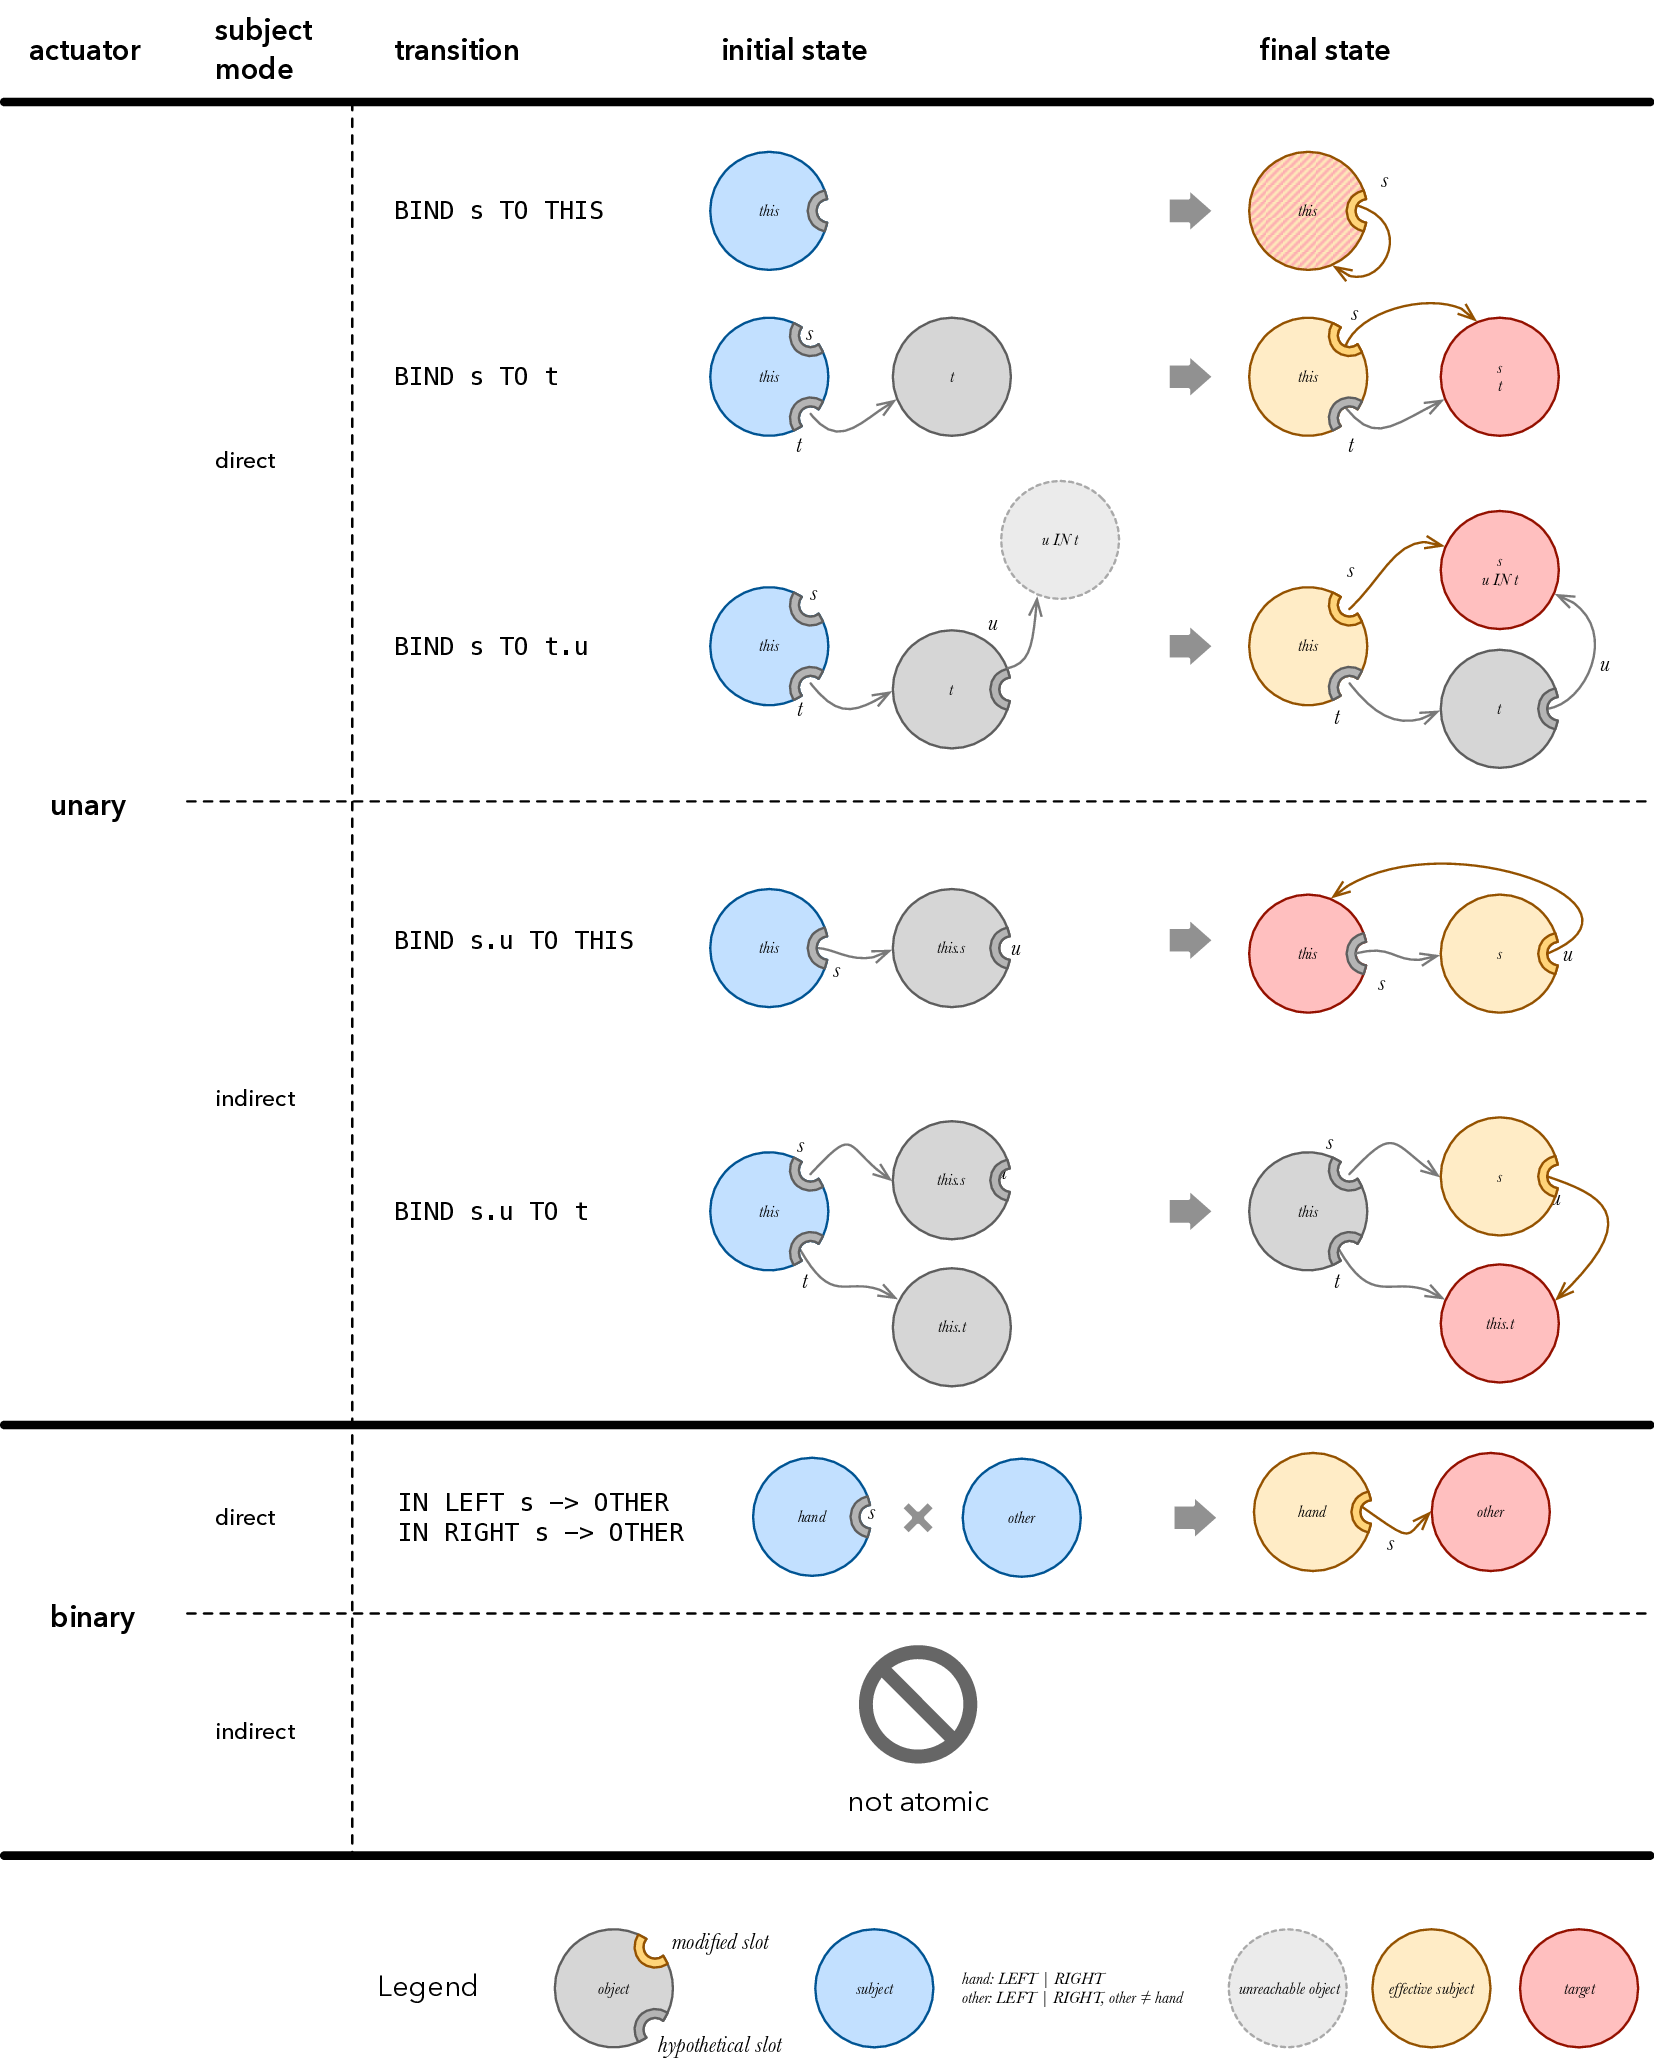 actuator
subject
mode
transition
initial state
final state
unary
direct
BIND s TO THIS
this
this
s
BIND s TO t
this
s
t
t
this
s
t
s
t
BIND s TO t.u
this
s
t
t
u
u IN t
this
s
t
s
u IN t
t
u
indirect
BIND s.u TO THIS
this
s
this.s
u
this
s
s
u
BIND s.u TO t
this
s
t
this.s
this.t
this
s
t
s
u
this.t
binary
direct
IN LEFT s –> OTHER
IN RIGHT s –> OTHER
hand
s
other
hand
s
other
indirect
not atomic
Legend
object
modified slot
hypothetical slot
subject
hand: LEFT | RIGHT
other: LEFT | RIGHT, other ≠ hand
unreachable object
effective subject
target